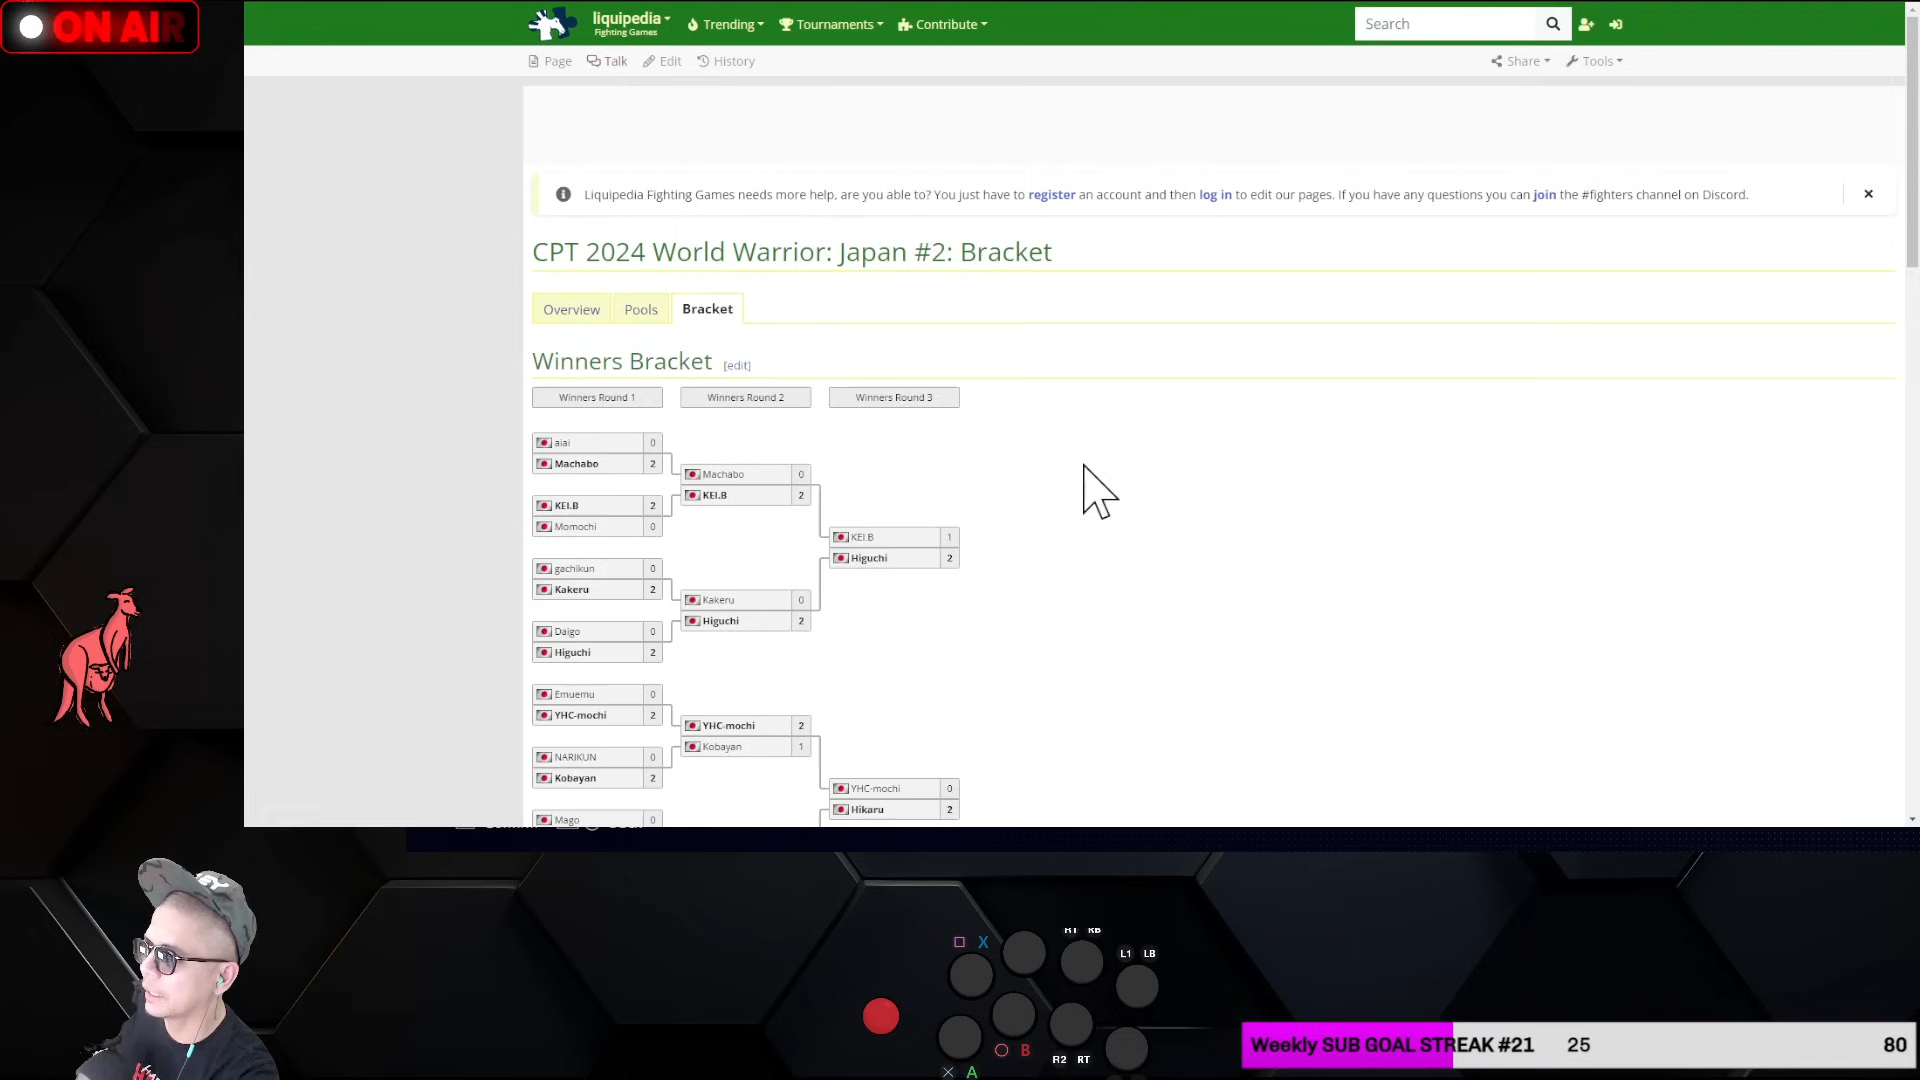 ON AIR
liquipedia
Fighting Games
Trending
Tournaments
Contribute
Search
Page
Talk
Edit
History
Share
Tools
Liquipedia Fighting Games needs more help, are you able to? You just have to register an account and then log in to edit our pages. If you have any questions you can join the #fighters channel on Discord.
CPT 2024 World Warrior: Japan #2: Bracket
Overview
Pools
Bracket
Winners Bracket [edit]
Winners Round 1
Winners Round 2
Winners Round 3
aiai 0
Machabo 2
KEI.B 2
Momochi 0
gachikun 0
Kakeru 2
Daigo 0
Higuchi 2
Emuemu 0
YHC-mochi 2
NARIKUN 0
Kobayan 2
Mago 0
Machabo 0
KEI.B 2
Kakeru 0
Higuchi 2
YHC-mochi 2
Kobayan 1
KEI.B 1
Higuchi 2
YHC-mochi 0
Hikaru 2
X
R1 RB
L1 LB
B
R2 RT
A
Weekly SUB GOAL STREAK #21 25 80